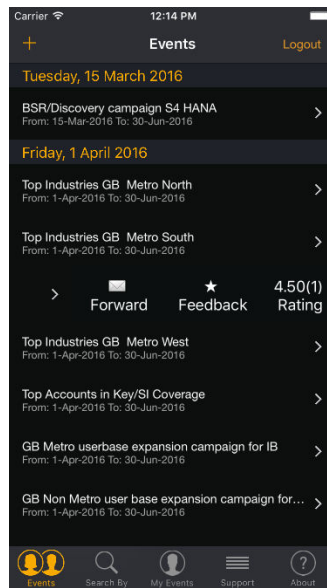 Carrier 12:14 PM
+ Events Logout
Tuesday, 15 March 2016
BSR/Discovery campaign S4 HANA
From: 15-Mar-2016 To: 30-Jun-2016
Friday, 1 April 2016
Top Industries GB Metro North
From: 1-Apr-2016 To: 30-Jun-2016
Top Industries GB Metro South
From: 1-Apr-2016 To: 30-Jun-2016
4.50(1)
Forward Feedback Rating
Top Industries GB Metro West
From: 1-Apr-2016 To: 30-Jun-2016
Top Accounts in Key/SI Coverage
From: 1-Apr-2016 To: 30-Jun-2016
GB Metro userbase expansion campaign for IB
From: 1-Apr-2016 To: 30-Jun-2016
GB Non Metro user base expansion campaign for...
From: 1-Apr-2016 To: 30-Jun-2016
Events Search By My Events Support About